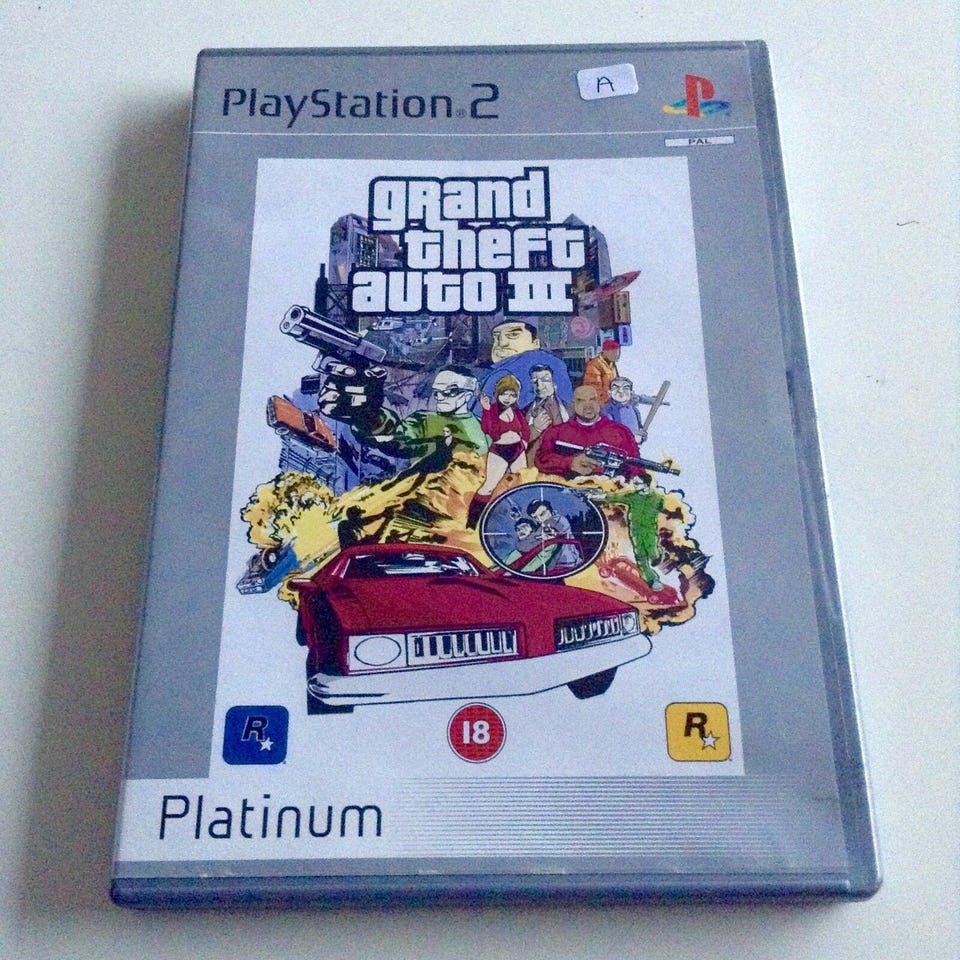 PlayStation®2
A
PAL
grand
theft
auto III
R
18
R
Platinum